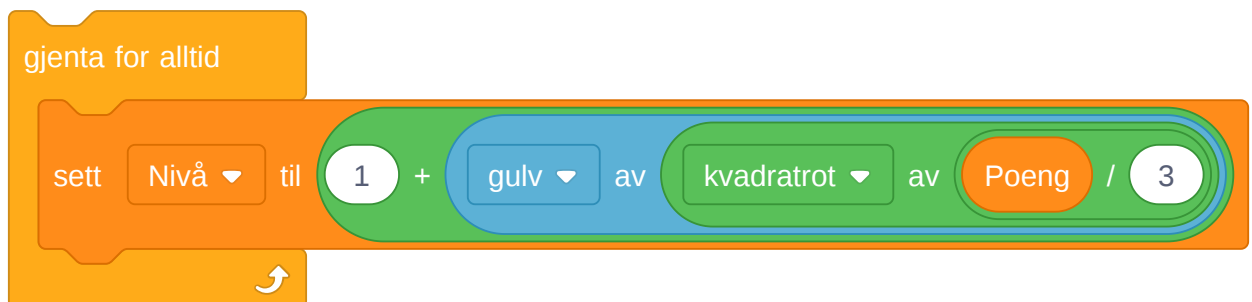 gjenta for alltid
sett Nivå til 1 + gulv av kvadratrot av Poeng / 3